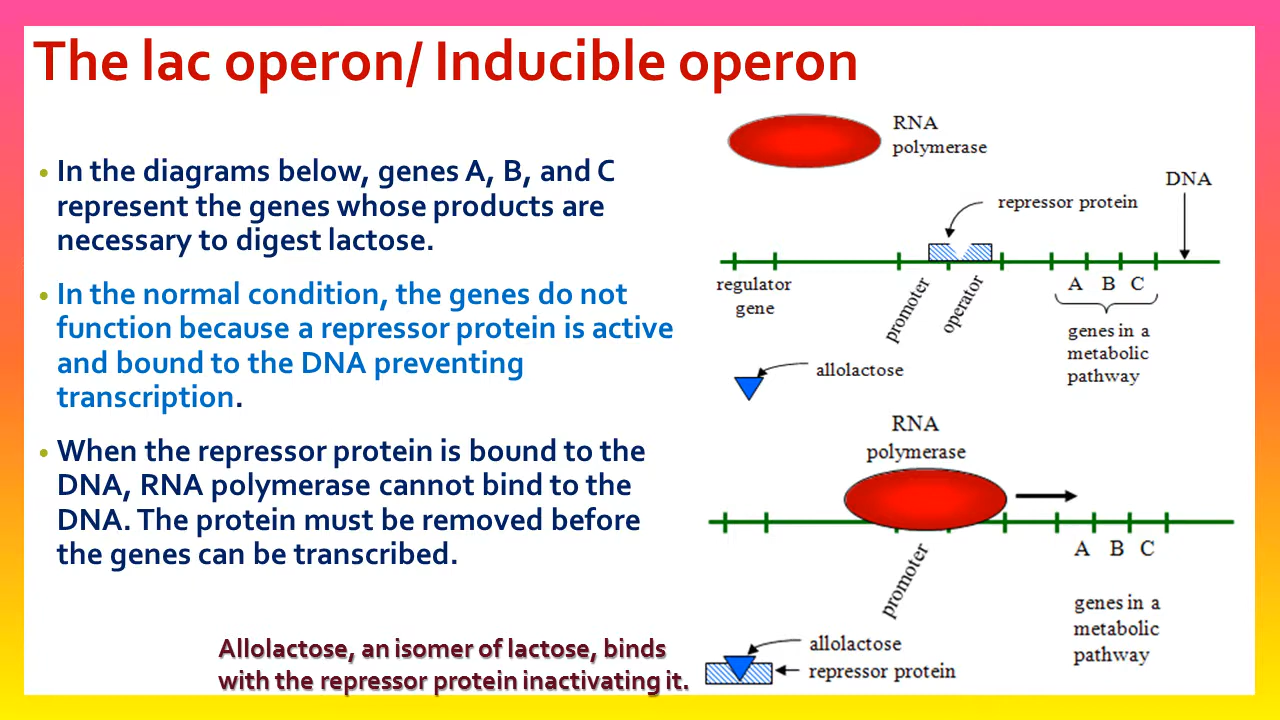 The lac operon/ Inducible operon
• In the diagrams below, genes A, B, and C
represent the genes whose products are
necessary to digest lactose.
• In the normal condition, the genes do not
function because a repressor protein is active
and bound to the DNA preventing
transcription.
• When the repressor protein is bound to the
DNA, RNA polymerase cannot bind to the
DNA. The protein must be removed before
the genes can be transcribed.
Allolactose, an isomer of lactose, binds
with the repressor protein inactivating it.
RNA
polymerase
DNA
repressor protein
regulator
gene
promoter
operator
A B C
genes in a
metabolic
pathway
allolactose
RNA
polymerase
A B C
promoter
genes in a
metabolic
pathway
allolactose
repressor protein